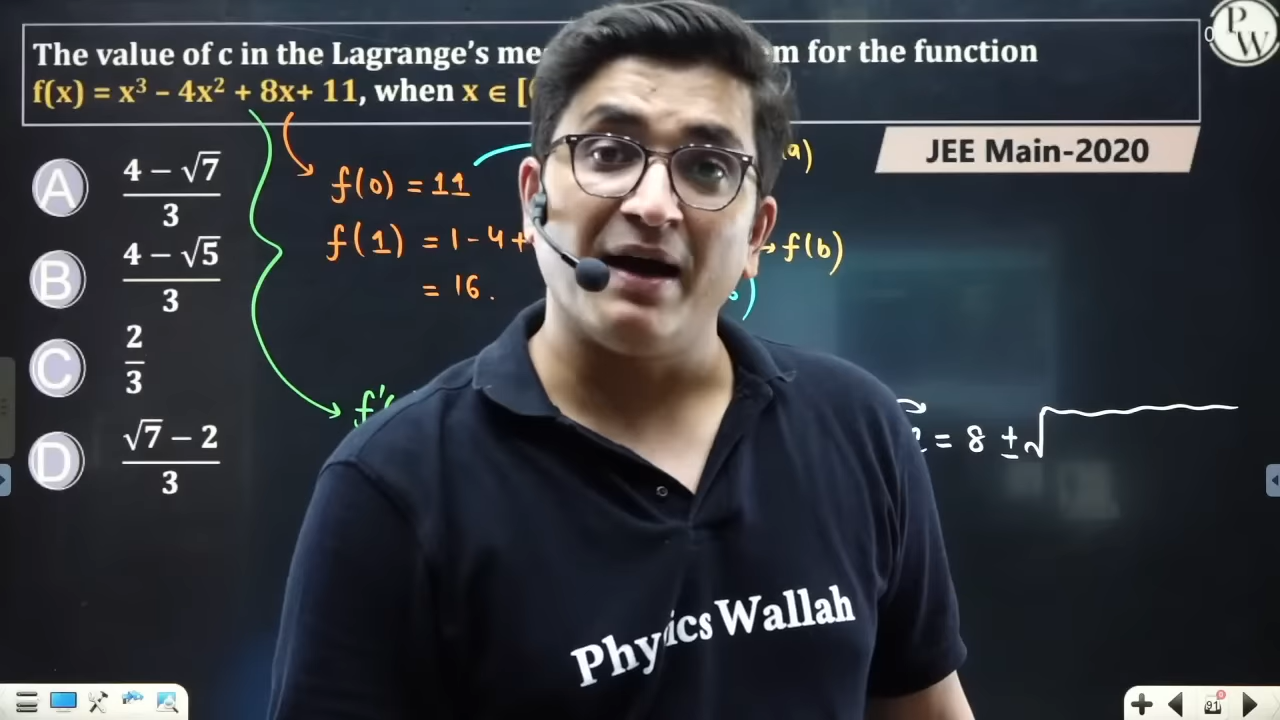 The value of c in the Lagrange's me m for the function
f(x) = x³ − 4x² + 8x+ 11, when x ∈ [
JEE Main-2020
PW
A 4 − √7 / 3
B 4 − √5 / 3
C 2 / 3
D √7 − 2 / 3
f(0) = 11 a)
f(1) = 1 - 4 + → f(b)
= 16.
f'
= 8 ± √
Physics Wallah
91